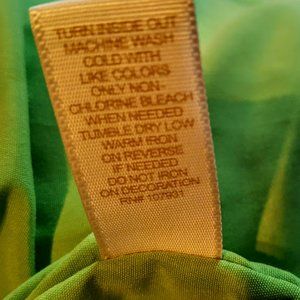 TURN INSIDE OUT
MACHINE WASH
COLD WITH
LIKE COLORS
ONLY NON-
CHLORINE BLEACH
WHEN NEEDED
TUMBLE DRY LOW
WARM IRON
ON REVERSE
IF NEEDED
DO NOT IRON
ON DECORATION
RN# 107931